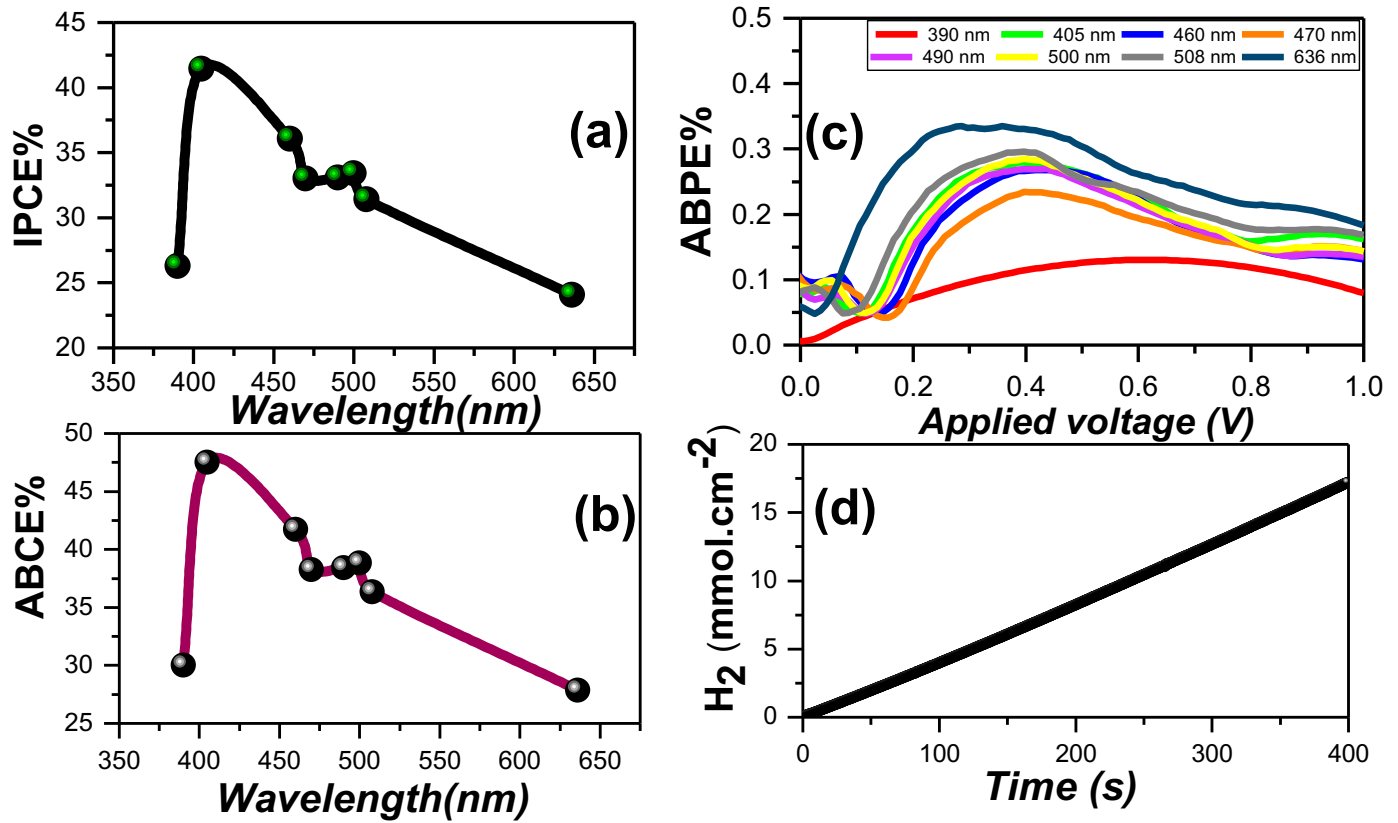 (a)
IPCE%
45
40
35
30
25
20
350 400 450 500 550 600 650
Wavelength(nm)
(b)
ABCE%
50
45
40
35
30
25
350 400 450 500 550 600 650
Wavelength(nm)
(c)
ABPE%
390 nm 405 nm 460 nm 470 nm
490 nm 500 nm 508 nm 636 nm
0.5
0.4
0.3
0.2
0.1
0.0
0.0 0.2 0.4 0.6 0.8 1.0
Applied voltage (V)
(d)
H2 (mmol.cm-2)
20
15
10
5
0
0 100 200 300 400
Time (s)